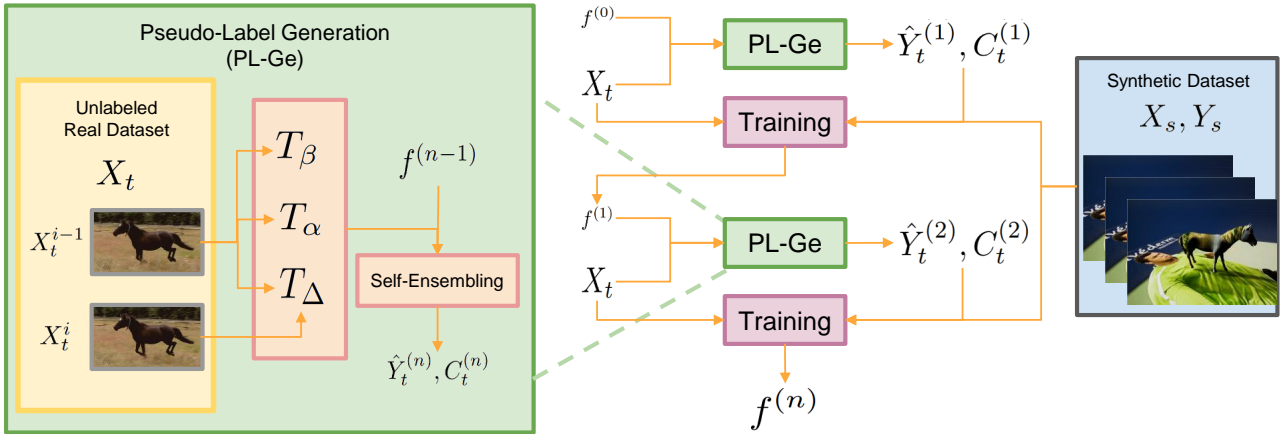 Pseudo-Label Generation
(PL-Ge)
Unlabeled
Real Dataset
X_t
X_t^{i-1}
X_t^i
T_β
T_α
T_Δ
f^{(n-1)}
Self-Ensembling
Ŷ_t^{(n)}, C_t^{(n)}
f^{(0)}
X_t
PL-Ge
Ŷ_t^{(1)}, C_t^{(1)}
Training
f^{(1)}
X_t
PL-Ge
Ŷ_t^{(2)}, C_t^{(2)}
Training
f^{(n)}
Synthetic Dataset
X_s, Y_s